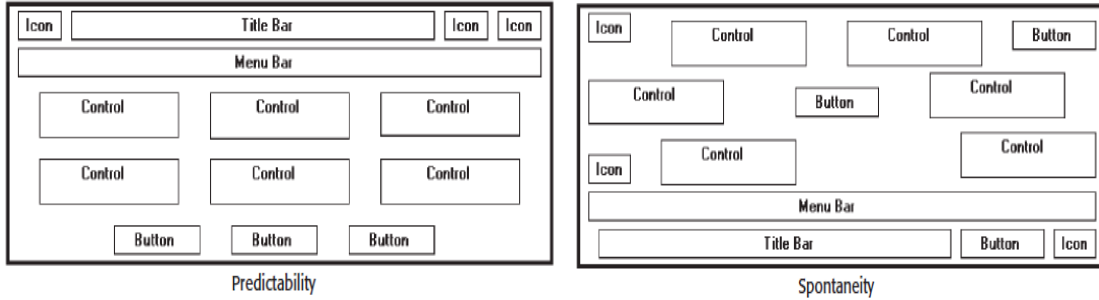 Icon Title Bar Icon Icon
Menu Bar
Control Control Control
Control Control Control
Button Button Button
Predictability
Icon Control Control Button
Control Button Control
Icon Control Control
Menu Bar
Title Bar Button Icon
Spontaneity